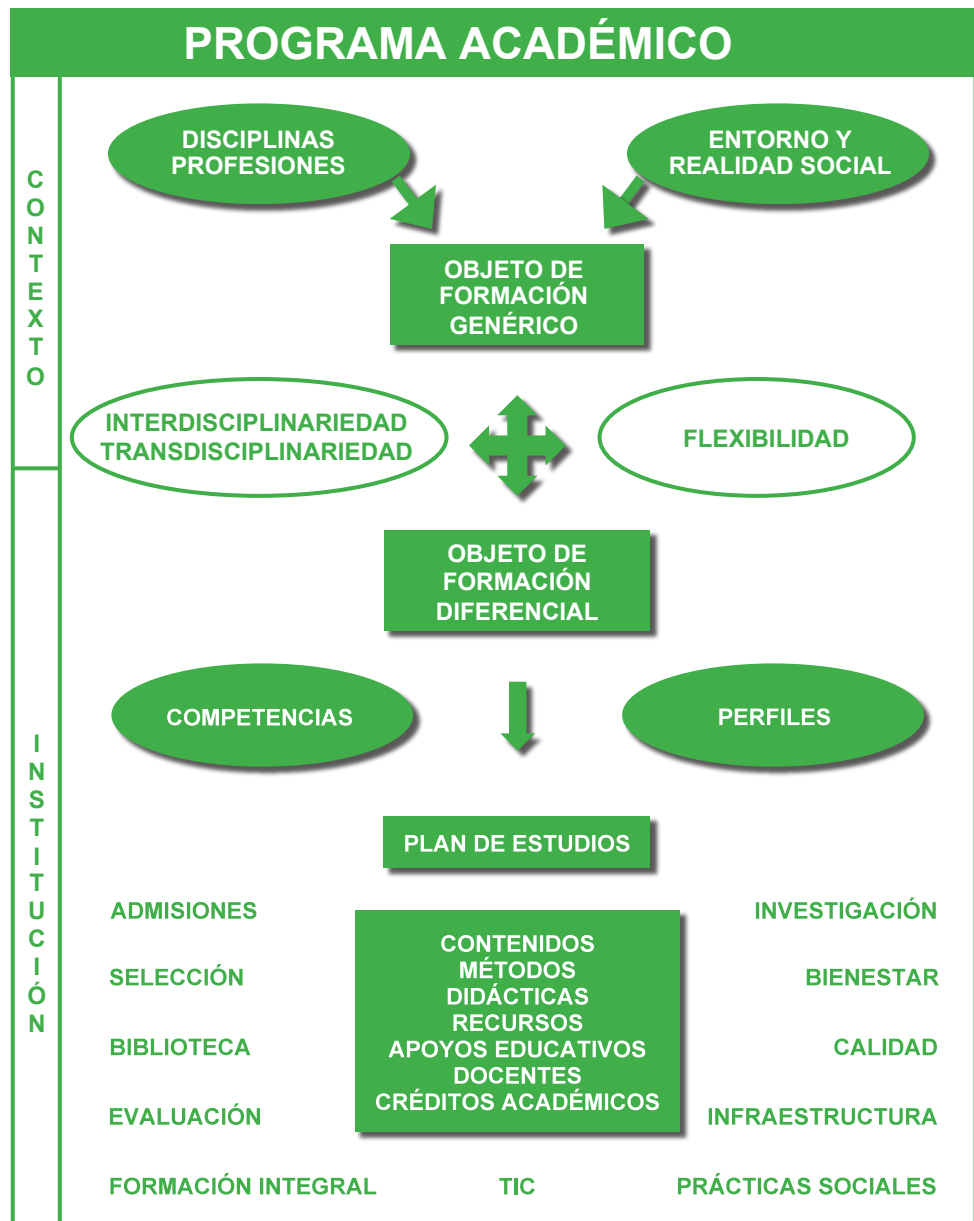 PROGRAMA ACADÉMICO
CONTEXTO
DISCIPLINAS
PROFESIONES
ENTORNO Y
REALIDAD SOCIAL
OBJETO DE
FORMACIÓN
GENÉRICO
INTERDISCIPLINARIEDAD
TRANSDISCIPLINARIEDAD
FLEXIBILIDAD
INSTITUCIÓN
OBJETO DE
FORMACIÓN
DIFERENCIAL
COMPETENCIAS
PERFILES
PLAN DE ESTUDIOS
ADMISIONES
SELECCIÓN
BIBLIOTECA
EVALUACIÓN
FORMACIÓN INTEGRAL
CONTENIDOS
MÉTODOS
DIDÁCTICAS
RECURSOS
APOYOS EDUCATIVOS
DOCENTES
CRÉDITOS ACADÉMICOS
TIC
INVESTIGACIÓN
BIENESTAR
CALIDAD
INFRAESTRUCTURA
PRÁCTICAS SOCIALES